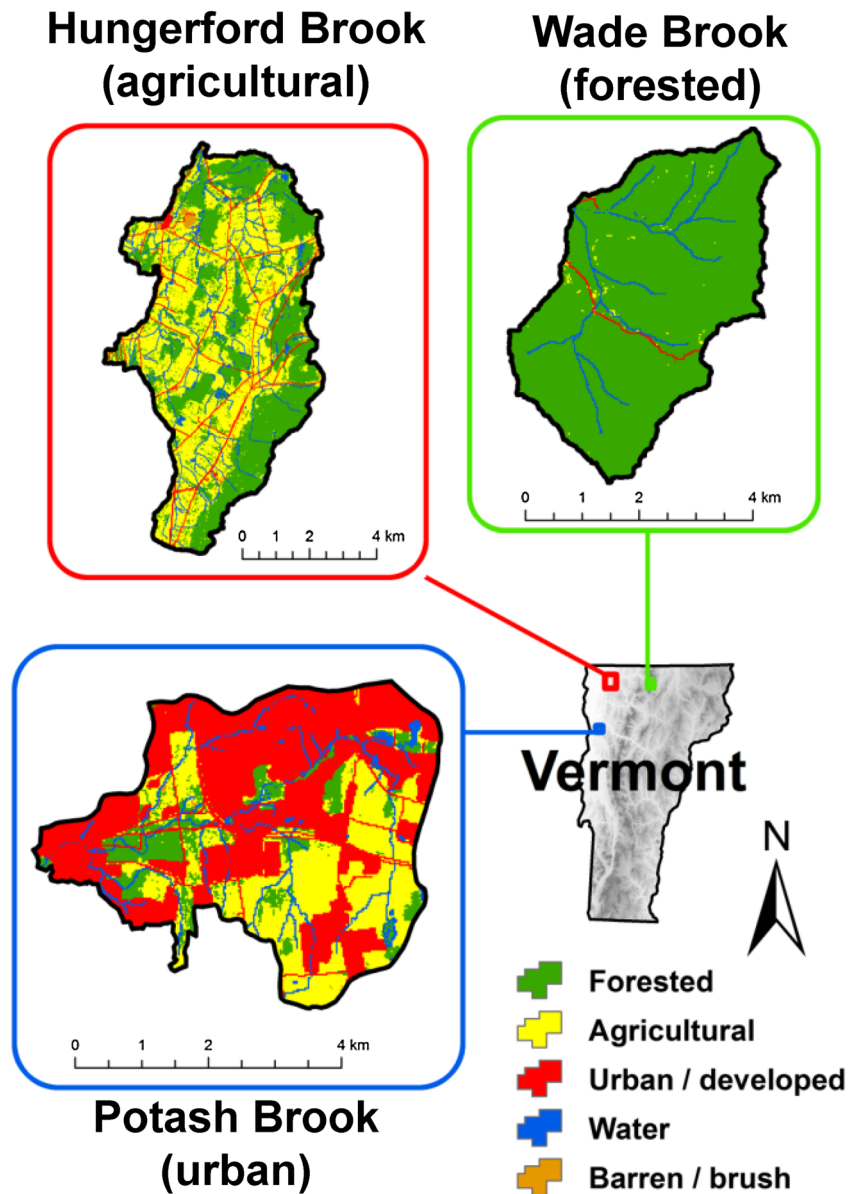 Hungerford Brook
(agricultural)
Wade Brook
(forested)
0 1 2 4 km
0 1 2 4 km
Vermont
N
0 1 2 4 km
Potash Brook
(urban)
Forested
Agricultural
Urban / developed
Water
Barren / brush